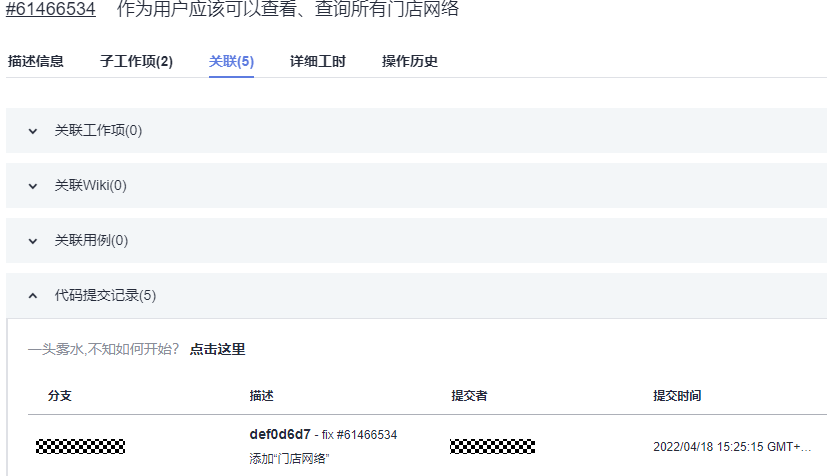 #61466534 作为用户应该可以查看、查询所有门店网络
描述信息 子工作项(2) 关联(5) 详细工时 操作历史
关联工作项(0)
关联Wiki(0)
关联用例(0)
代码提交记录(5)
一头雾水,不知如何开始? 点击这里
分支 描述 提交者 提交时间
def0d6d7 - fix #61466534
添加“门店网络”
2022/04/18 15:25:15 GMT+...